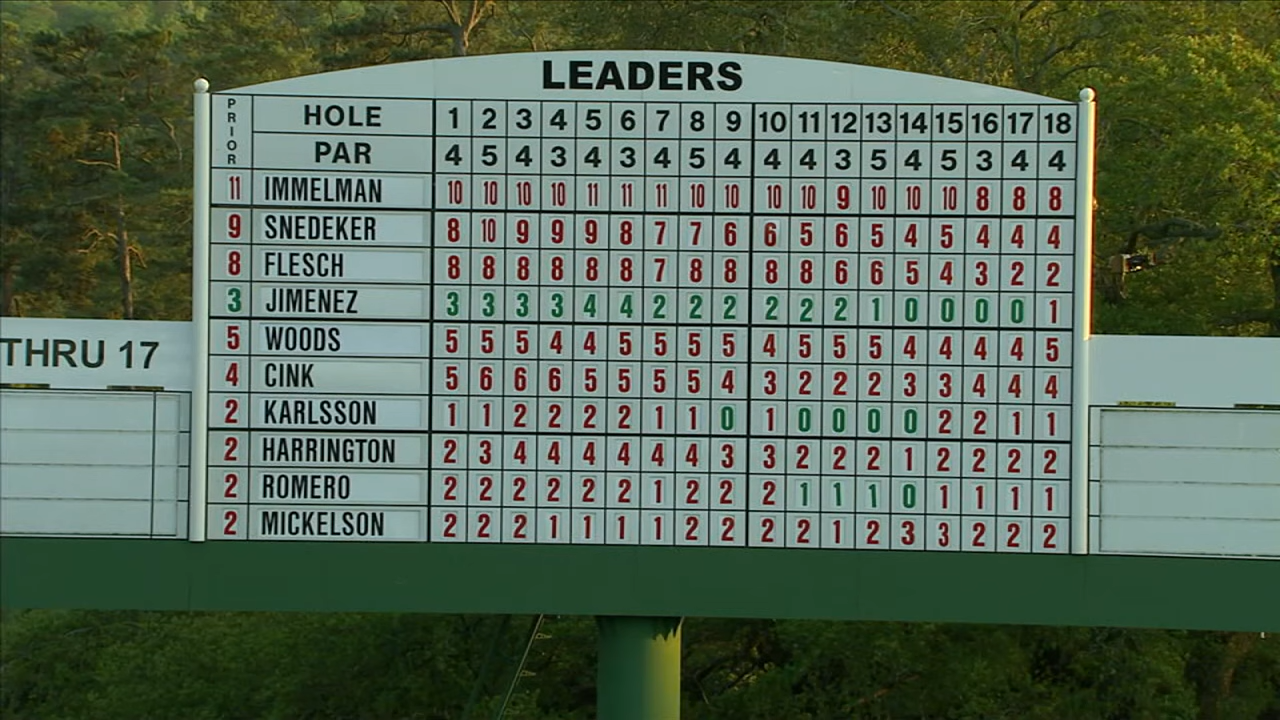 LEADERS
PRIOR HOLE 1 2 3 4 5 6 7 8 9 10 11 12 13 14 15 16 17 18
PAR 4 5 4 3 4 3 4 5 4 4 4 3 5 4 5 3 4 4
11 IMMELMAN 10 10 10 10 11 11 11 10 10 10 10 9 10 10 10 8 8 8
9 SNEDEKER 8 10 9 9 9 8 7 7 6 6 5 6 5 4 5 4 4 4
8 FLESCH 8 8 8 8 8 8 7 8 8 8 8 6 6 5 4 3 2 2
3 JIMENEZ 3 3 3 3 4 4 2 2 2 2 2 2 1 0 0 0 0 1
5 WOODS 5 5 5 4 4 5 5 5 5 4 5 5 5 4 4 4 4 5
THRU 17
4 CINK 5 6 6 6 5 5 5 5 4 3 2 2 2 3 3 4 4 4
2 KARLSSON 1 1 2 2 2 2 1 1 0 1 0 0 0 0 2 2 1 1
2 HARRINGTON 2 3 4 4 4 4 4 4 3 3 2 2 2 1 2 2 2 2
2 ROMERO 2 2 2 2 2 2 1 2 2 2 1 1 1 0 1 1 1 1
2 MICKELSON 2 2 2 1 1 1 1 2 2 2 2 1 2 3 3 2 2 2